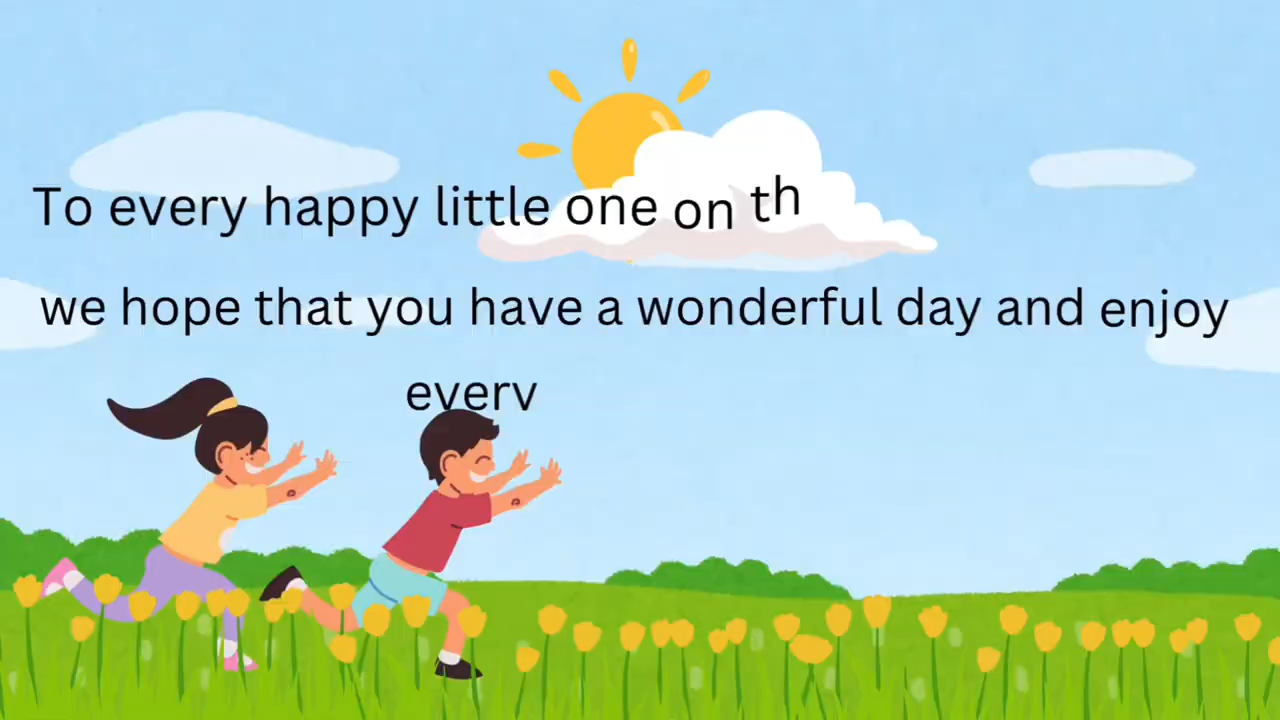 To every happy little one on th
we hope that you have a wonderful day and enjoy
every